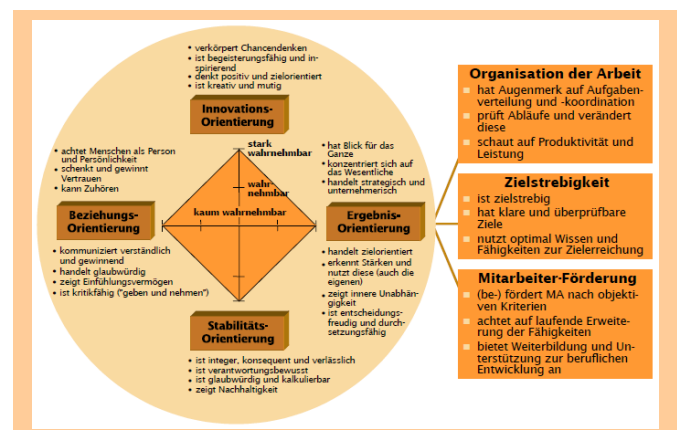 • verkörpert Chancendenken
• ist begeisterungsfähig und in-
spirierend
• denkt positiv und zielorientiert
• ist kreativ und mutig
Innovations-
Orientierung
• achtet Menschen als Person
und Persönlichkeit
• schenkt und gewinnt
Vertrauen
• kann Zuhören
Beziehungs-
Orientierung
• kommuniziert verständlich
und gewinnend
• handelt glaubwürdig
• zeigt Einfühlungsvermögen
• ist kritikfähig ("geben und nehmen")
stark
wahrnehmbar
wahr-
nehmbar
kaum wahrnehmbar
• hat Blick für das
Ganze
• konzentriert sich auf
das Wesentliche
• handelt strategisch und
unternehmerisch
Ergebnis-
Orientierung
• handelt zielorientiert
• erkennt Stärken und
nutzt diese (auch die
eigenen)
• zeigt innere Unabhän-
gigkeit
• ist entscheidungs-
freudig und durch-
setzungsfähig
Stabilitäts-
Orientierung
• ist integer, konsequent und verlässlich
• ist verantwortungsbewusst
• ist glaubwürdig und kalkulierbar
• zeigt Nachhaltigkeit
Organisation der Arbeit
hat Augenmerk auf Aufgaben-
verteilung und -koordination
prüft Abläufe und verändert
diese
schaut auf Produktivität und
Leistung
Zielstrebigkeit
ist zielstrebig
hat klare und überprüfbare
Ziele
nutzt optimal Wissen und
Fähigkeiten zur Zielerreichung
Mitarbeiter-Förderung
(be-) fördert MA nach objekti-
ven Kriterien
achtet auf laufende Erweite-
rung der Fähigkeiten
bietet Weiterbildung und Un-
terstützung zur beruflichen
Entwicklung an